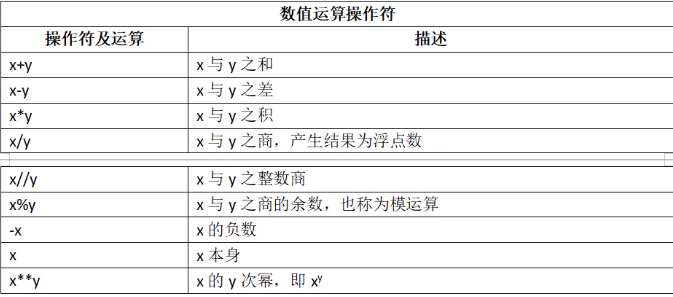 数值运算操作符
操作符及运算 描述
x+y x 与 y 之和
x-y x 与 y 之差
x*y x 与 y 之积
x/y x 与 y 之商，产生结果为浮点数
x//y x 与 y 之整数商
x%y x 与 y 之商的余数，也称为模运算
-x x 的负数
x x 本身
x**y x 的 y 次幂，即 xʸ